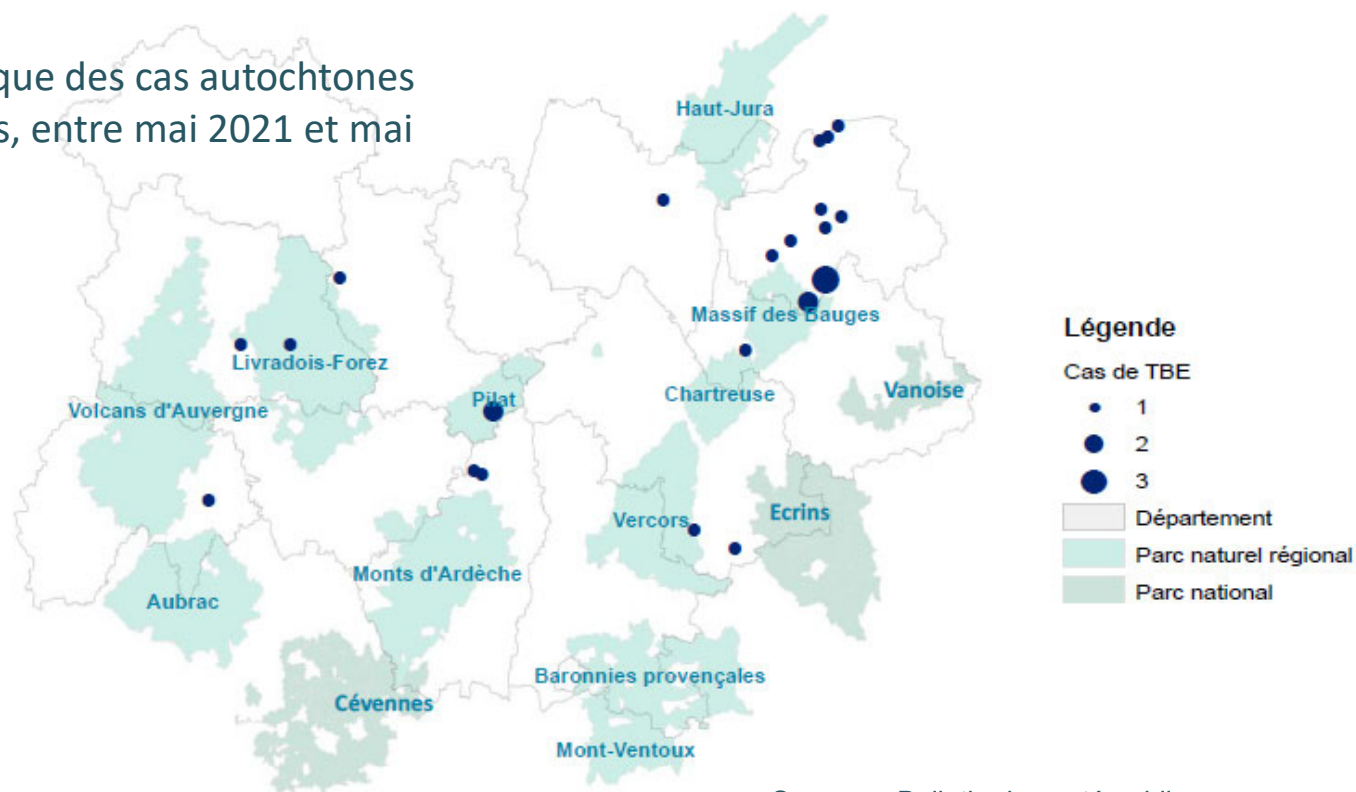 que des cas autochtones
s, entre mai 2021 et mai
Haut-Jura
Massif des Bauges
Livradois-Forez
Volcans d'Auvergne
Pilat
Chartreuse
Vanoise
Vercors
Ecrins
Monts d'Ardèche
Aubrac
Baronnies provençales
Cévennes
Mont-Ventoux
Légende
Cas de TBE
1
2
3
Département
Parc naturel régional
Parc national